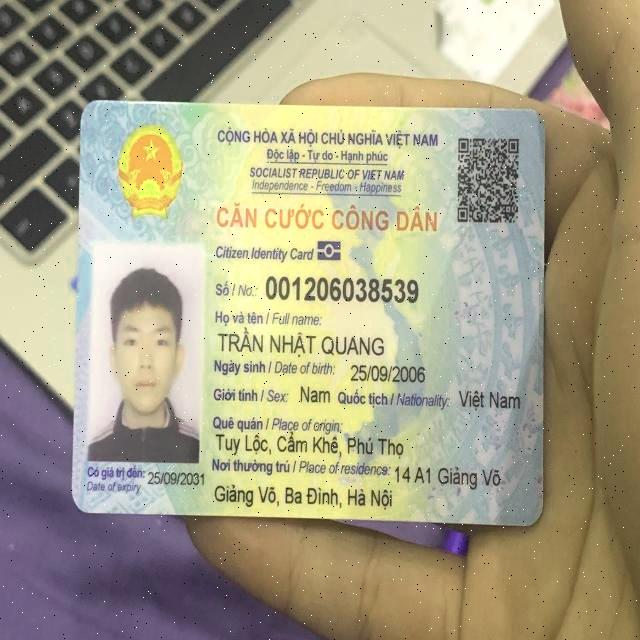 CỘNG HÒA XÃ HỘI CHỦ NGHĨA VIỆT NAM
Độc lập - Tự do - Hạnh phúc
SOCIALIST REPUBLIC OF VIET NAM
Independence - Freedom - Happiness
CĂN CƯỚC CÔNG DÂN
Citizen Identity Card
Số / No.: 001206038539
Họ và tên / Full name:
TRẦN NHẬT QUANG
Ngày sinh / Date of birth: 25/09/2006
Giới tính / Sex: Nam Quốc tịch / Nationality: Việt Nam
Quê quán / Place of origin:
Tuy Lốc, Cẩm Khê, Phú Thọ
Nơi thường trú / Place of residence: 14 A1 Giảng Võ
Giảng Võ, Ba Đình, Hà Nội
Có giá trị đến: 25/09/2031
Date of expiry